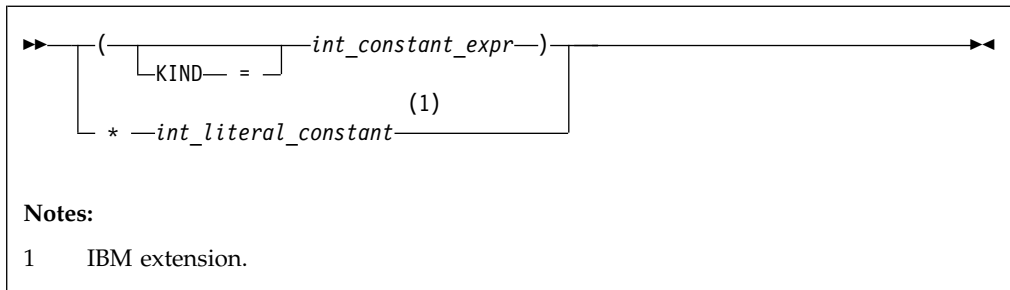 ( int_constant_expr )
KIND =
(1)
* int_literal_constant
Notes:
1 IBM extension.